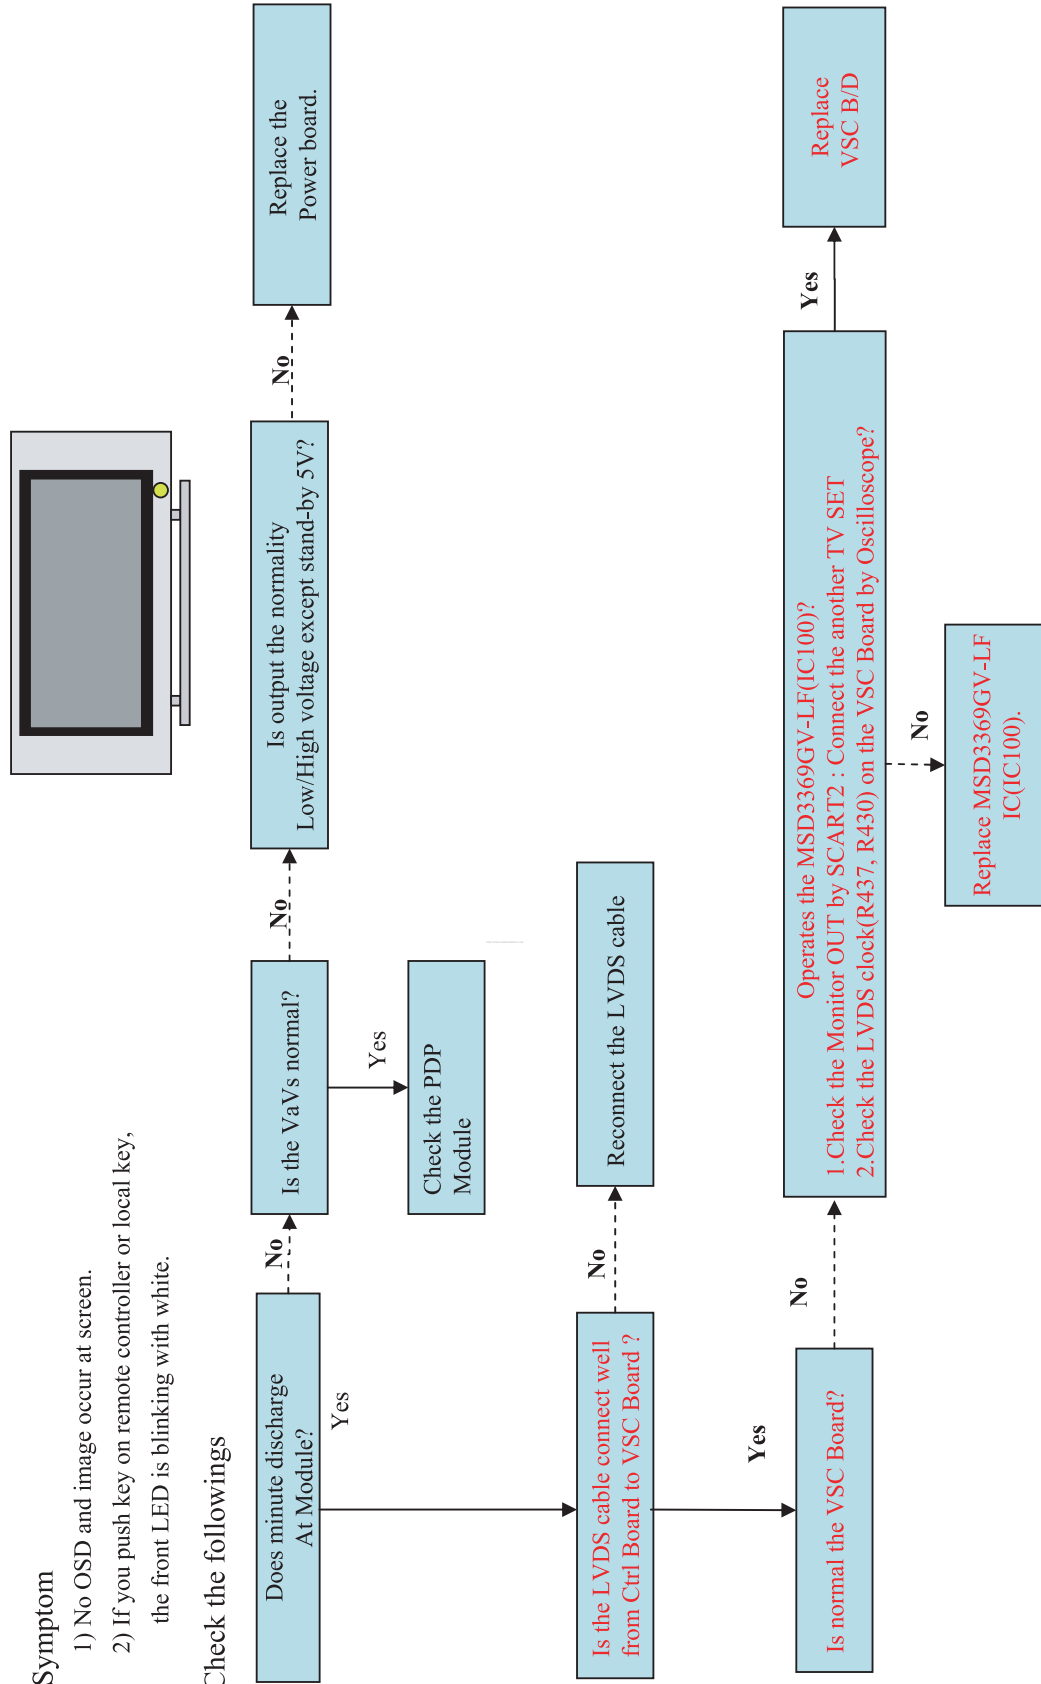 Symptom
1) No OSD and image occur at screen.
2) If you push key on remote controller or local key,
the front LED is blinking with white.
Check the followings
Does minute discharge
At Module?
No
Is the VaVs normal?
No
Is output the normality
Low/High voltage except stand-by 5V?
No
Replace the
Power board.
Yes
Yes
Check the PDP
Module
Is the LVDS cable connect well
from Ctrl Board to VSC Board ?
No
Reconnect the LVDS cable
Yes
Is normal the VSC Board?
No
Operates the MSD3369GV-LF(IC100)?
1.Check the Monitor OUT by SCART2 : Connect the another TV SET
2.Check the LVDS clock(R437, R430) on the VSC Board by Oscilloscope?
Yes
Replace
VSC B/D
No
Replace MSD3369GV-LF
IC(IC100).